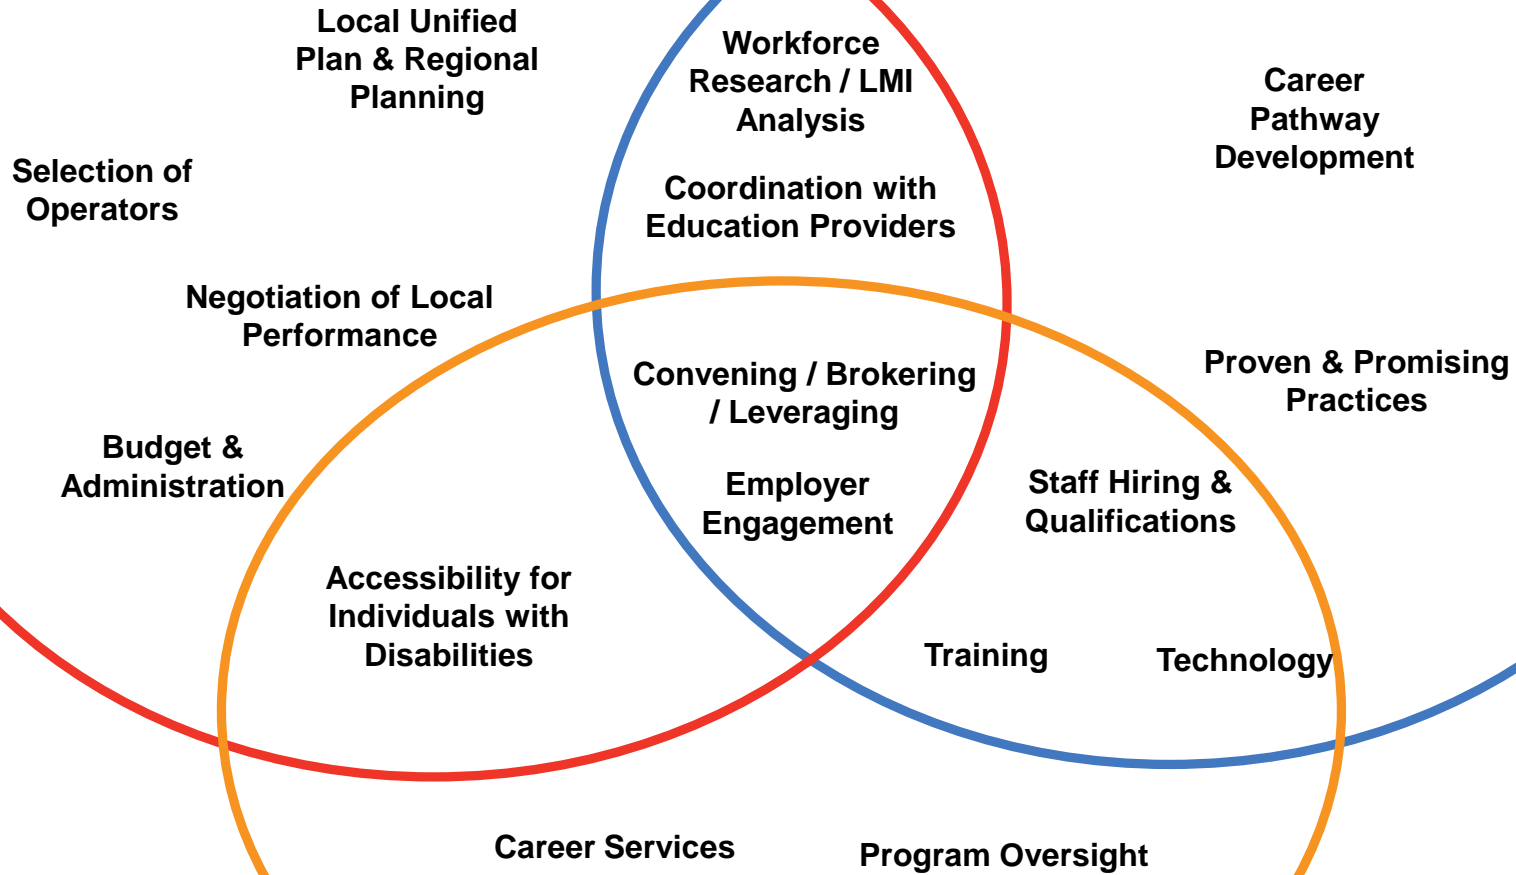 Local Unified
Plan & Regional
Planning
Workforce
Research / LMI
Analysis
Career
Pathway
Development
Selection of
Operators
Coordination with
Education Providers
Negotiation of Local
Performance
Convening / Brokering
/ Leveraging
Proven & Promising
Practices
Budget &
Administration
Employer
Engagement
Staff Hiring &
Qualifications
Accessibility for
Individuals with
Disabilities
Training
Technology
Career Services
Program Oversight